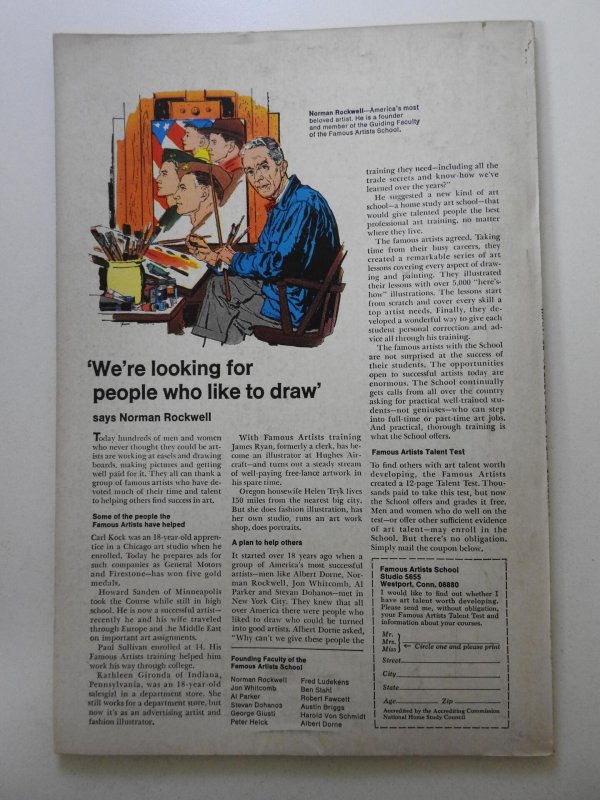 Norman Rockwell—America's most
beloved artist. He is a founder
and member of the Guiding Faculty
of the Famous Artists School.
'We're looking for
people who like to draw'
says Norman Rockwell
Today hundreds of men and women
who never thought they could be art-
ists are working at easels and drawing
boards, making pictures and getting
well paid for it. They all can thank a
group of famous artists who have de-
voted much of their time and talent
to helping others find success in art.
Some of the people the
Famous Artists have helped
Carl Kock was an 18-year-old appren-
tice in a Chicago art studio when he
enrolled. Today he prepares ads for
such companies as General Motors
and Firestone—has won five gold
medals.
Howard Sanden of Minneapolis
took the Course while still in high
school. He is now a successful artist—
recently he and his wife traveled
through Europe and the Middle East
on important art assignments.
Paul Sullivan enrolled at 14. His
Famous Artists training helped him
work his way through college.
Kathleen Gironda of Indiana,
Pennsylvania, was an 18-year-old
salesgirl in a department store. She
still works for a department store, but
now it's as an advertising artist and
fashion illustrator.
With Famous Artists training
James Ryan, formerly a clerk, has be-
come an illustrator at Hughes Air-
craft—and turns out a steady stream
of well-paying free-lance artwork in
his spare time.
Oregon housewife Helen Tryk lives
150 miles from the nearest big city.
But she does fashion illustration, has
her own studio, runs an art work
shop, does portraits.
A plan to help others
It started over 18 years ago when a
group of America's most successful
artists—men like Albert Dorne, Nor-
man Rockwell, Jon Whitcomb, Al
Parker and Stevan Dohanos—met in
New York City. They knew that all
over America there were people who
liked to draw who could be turned
into good artists. Albert Dorne asked,
"Why can't we give these people the
Founding Faculty of the
Famous Artists School
Norman Rockwell
Jon Whitcomb
Al Parker
Stevan Dohanos
George Giusti
Peter Helck
Fred Ludekens
Ben Stahl
Robert Fawcett
Austin Briggs
Harold Von Schmidt
Albert Dorne
training they need—including all the
trade secrets and know-how we've
learned over the years?"
He suggested a new kind of art
school—a home study art school—that
would give talented people the best
professional art training, no matter
where they live.
The famous artists agreed. Taking
time from their busy careers, they
created a remarkable series of art
lessons covering every aspect of draw-
ing and painting. They illustrated
their lessons with over 5,000 "here's-
how" illustrations. The lessons start
from scratch and cover every skill a
top artist needs. Finally, they de-
veloped a wonderful way to give each
student personal correction and ad-
vice all through his training.
The famous artists with the School
are not surprised at the success of
their students. The opportunities
open to successful artists today are
enormous. The School continually
gets calls from all over the country
asking for practical well-trained stu-
dents—not geniuses—who can step
into full-time or part-time art jobs.
And practical, thorough training is
what the School offers.
Famous Artists Talent Test
To find others with art talent worth
developing, the Famous Artists
created a 12-page Talent Test. Thou-
sands paid to take this test, but now
the School offers and grades it free.
Men and women who do well on the
test—or offer other sufficient evidence
of art talent—may enroll in the
School. But there's no obligation.
Simply mail the coupon below.
Famous Artists School
Studio 5655
Westport, Conn. 06880
I would like to find out whether I
have art talent worth developing.
Please send me, without obligation,
your Famous Artists Talent Test and
information about your courses.
Mr.
Mrs. ← Circle one and please print
Miss
Street
City
State
Age Zip
Accredited by the Accrediting Commission
National Home Study Council